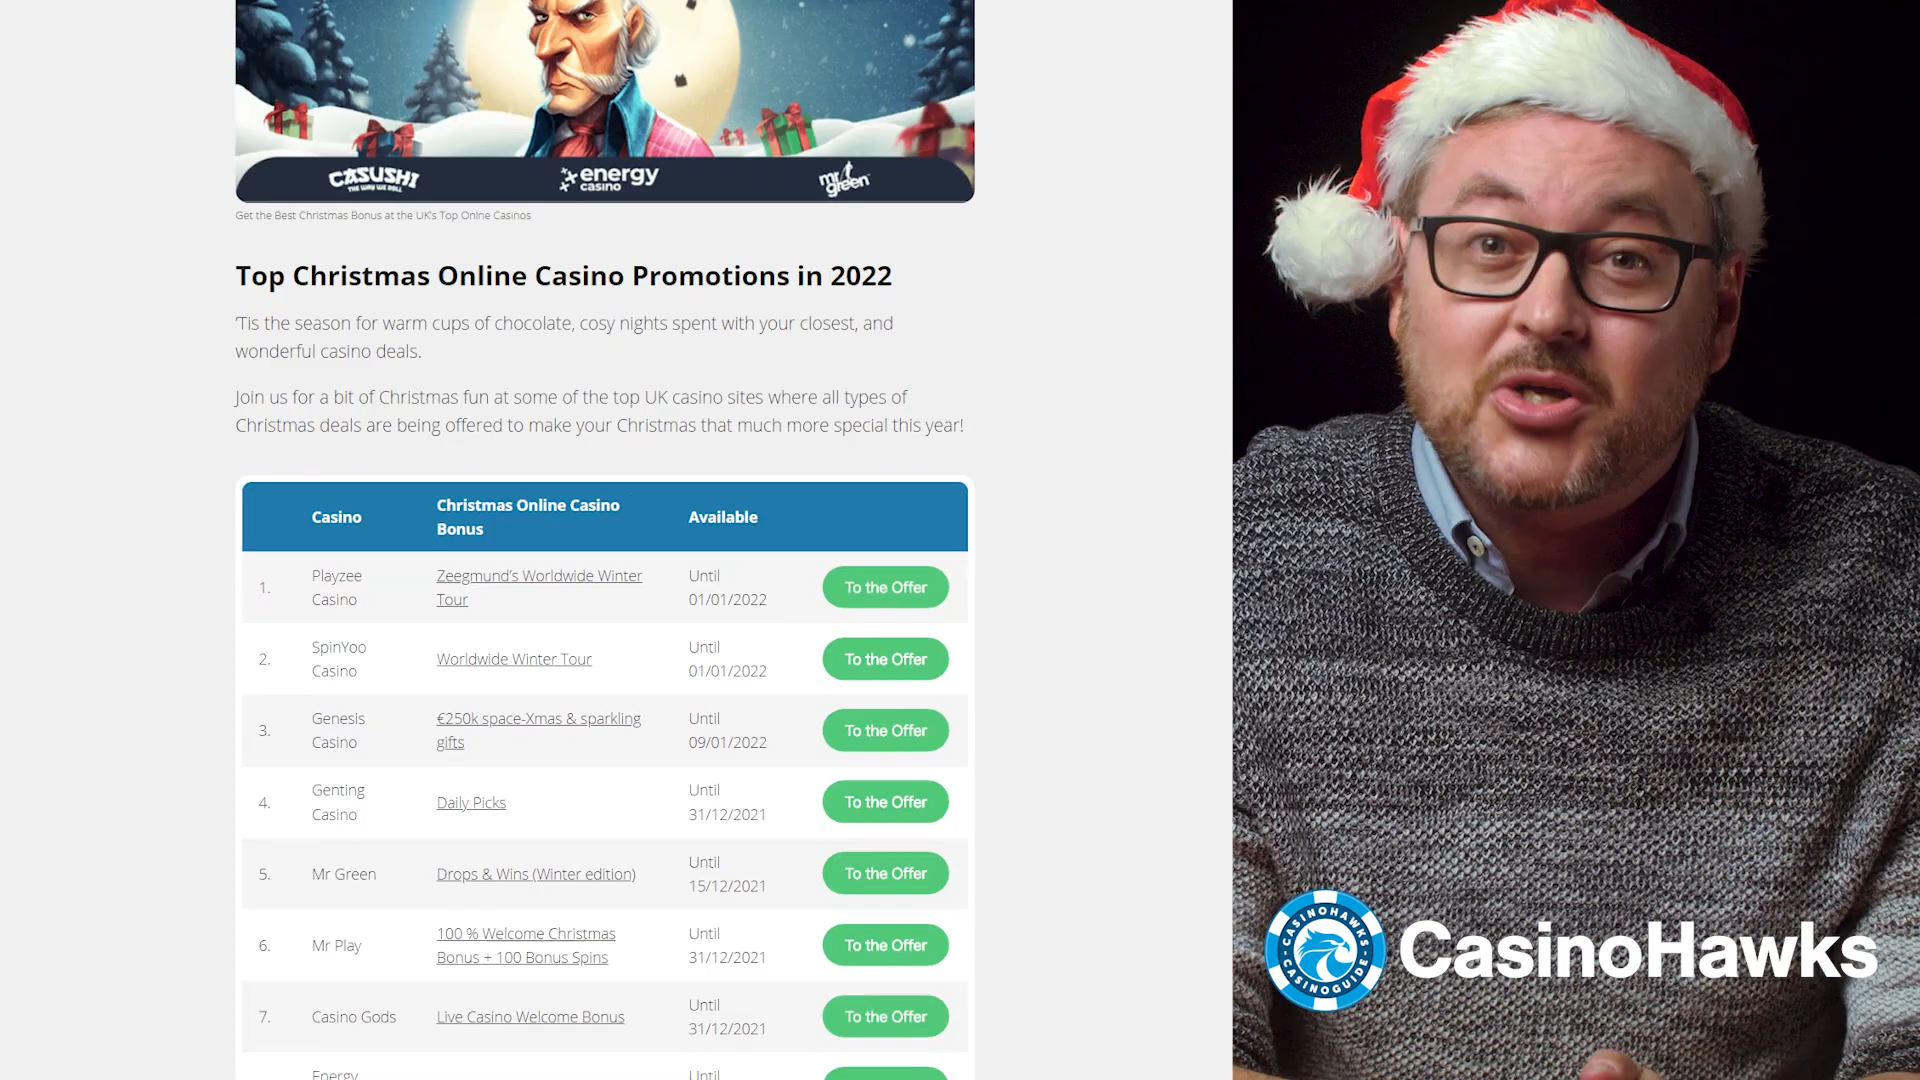 CASUSHI
THE WAY WE ROLL
energy
casino
mr
green
Get the Best Christmas Bonus at the UK's Top Onlne Casinos
Top Christmas Online Casino Promotions in 2022
'Tis the season for warm cups of chocolate, cosy nights spent with your closest, and
wonderful casino deals.
Join us for a bit of Christmas fun at some of the top UK casino sites where all types of
Christmas deals are being offered to make your Christmas that much more special this year!
Casino
Christmas Online Casino
Bonus
Available
1.
Playzee
Casino
Zeegmund's Worldwide Winter
Tour
Until
01/01/2022
To the Offer
2.
SpinYoo
Casino
Worldwide Winter Tour
Until
01/01/2022
To the Offer
3.
Genesis
Casino
€250k space-Xmas & sparkling
gifts
Until
09/01/2022
To the Offer
4.
Genting
Casino
Daily Picks
Until
31/12/2021
To the Offer
5.
Mr Green
Drops & Wins (Winter edition)
Until
15/12/2021
To the Offer
6.
Mr Play
100 % Welcome Christmas
Bonus + 100 Bonus Spins
Until
31/12/2021
To the Offer
7.
Casino Gods
Live Casino Welcome Bonus
Until
31/12/2021
To the Offer
Energy
Until
CASINOHAWKS
CASINOGUIDE
CasinoHawks